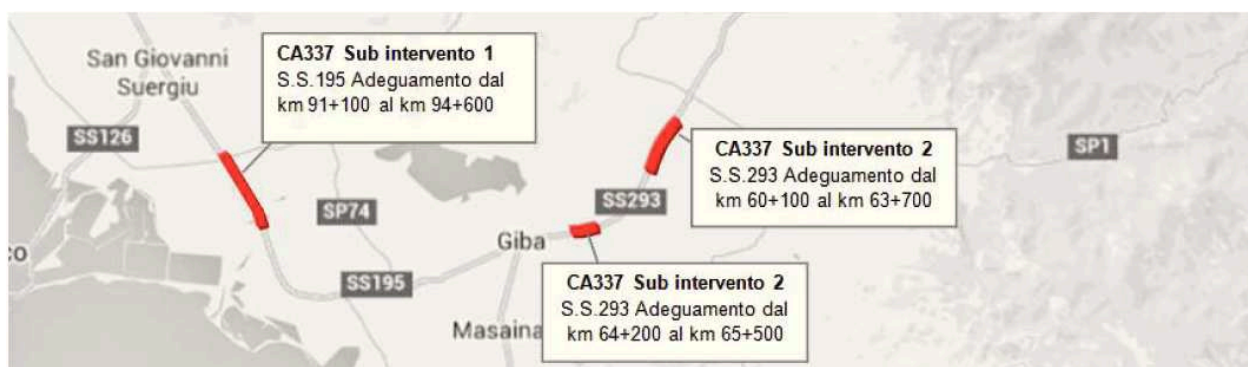 San Giovanni
Suergiu
CA337 Sub intervento 1
S.S.195 Adeguamento dal
km 91+100 al km 94+600
SS126
CA337 Sub intervento 2
S.S.293 Adeguamento dal
km 60+100 al km 63+700
SP1
SP74
SS293
Giba
co
SS195
CA337 Sub intervento 2
S.S.293 Adeguamento dal
km 64+200 al km 65+500
Masaina